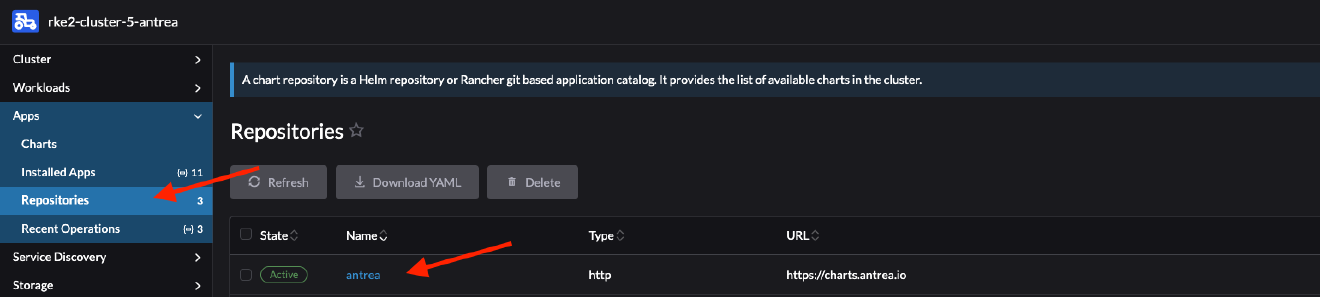 rke2-cluster-5-antrea
Cluster
Workloads
Apps
Charts
Installed Apps 11
Repositories 3
Recent Operations 3
Service Discovery
Storage
A chart repository is a Helm repository or Rancher git based application catalog. It provides the list of available charts in the cluster.
Repositories
Refresh Download YAML Delete
State Name Type URL
Active antrea http https://charts.antrea.io